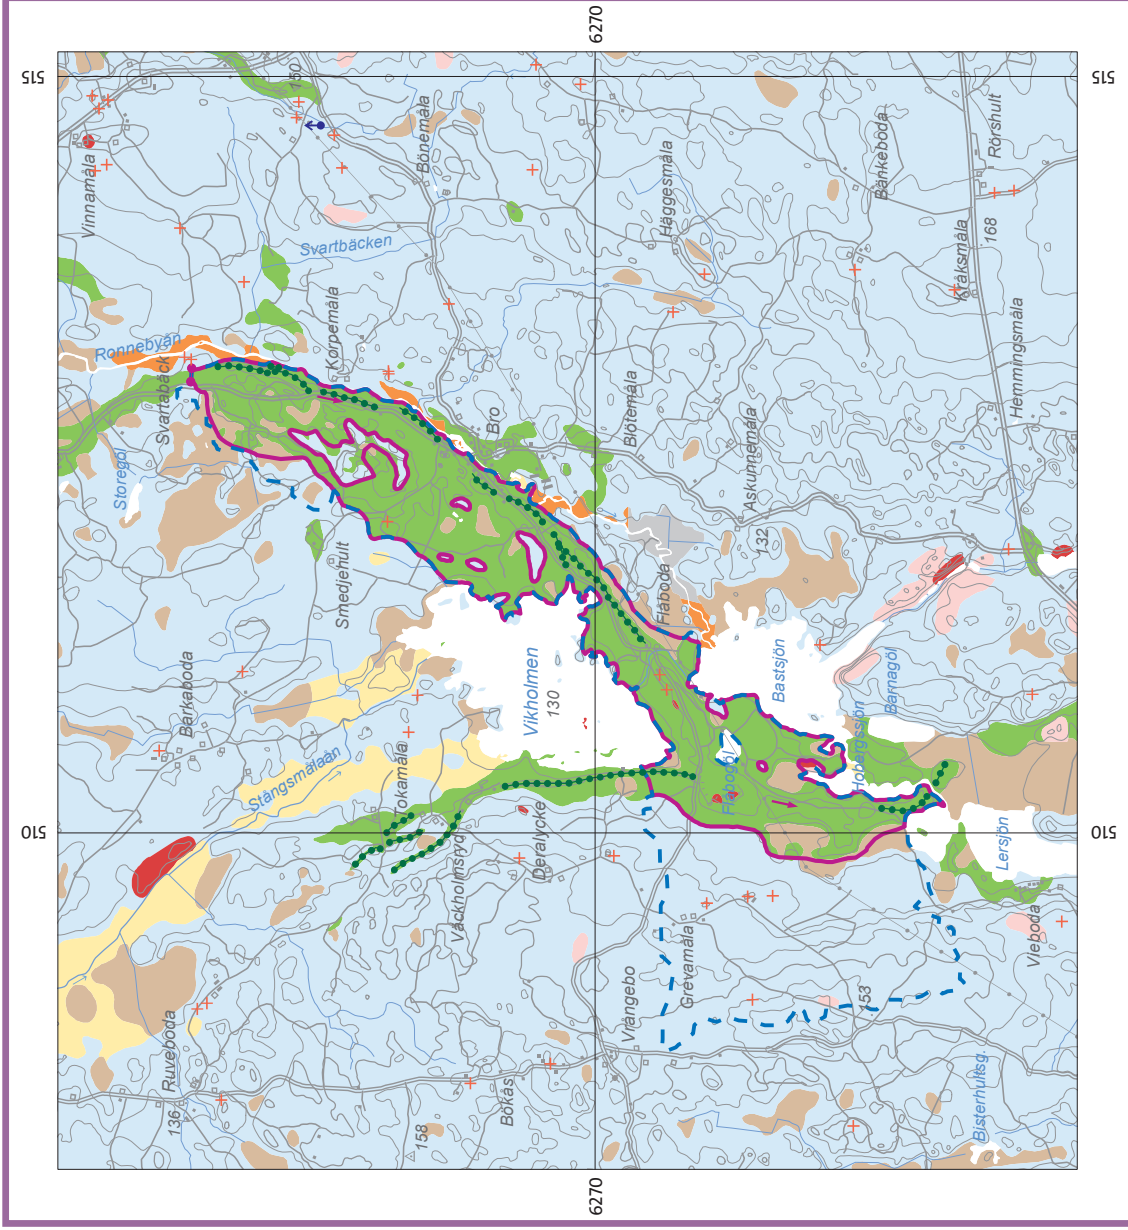 6270
515
515
150
Vinnamåla
Bönemåla
Rörshult
Bänkeboda
Häggesmåla
168
Svartbäcken
Kråksmåla
Ronnebyån
Korpemåla
Hemmingsmåla
Svartabäck
Blötemåla
Bro
Storegöl
Askunnemåla
132
Smedjehult
Flaboda
Vikholmen
130
Bastsjön
Barnagöl
Barkaboda
Hobergssjön
Stångsmålaån
Tokamåla
Flabogöl
510
510
Deralycke
Lersjön
Väckholmsryd
Vieboda
Grevamåla
Vrångebo
153
Ruveboda
136
Bökås
158
Bisterhultsg.
6270